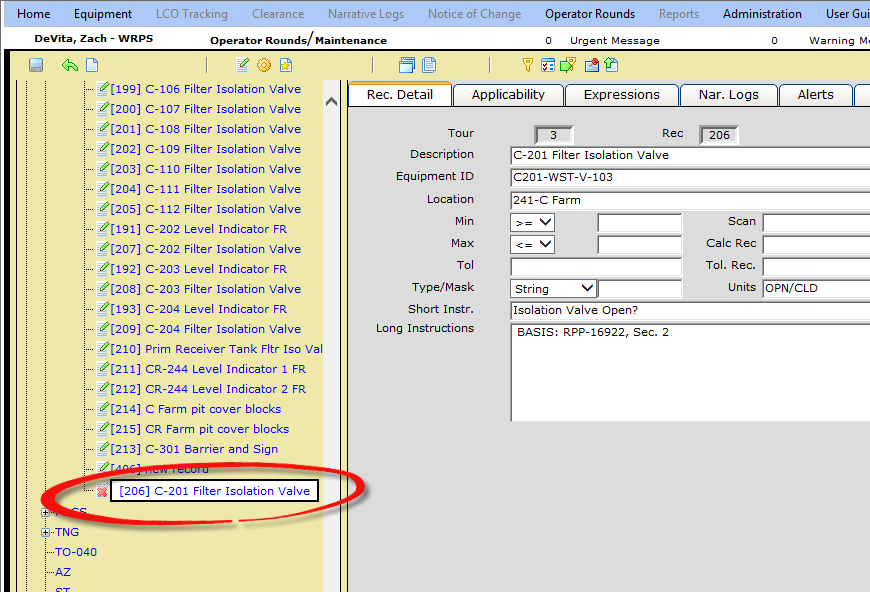 Home Equipment LCO Tracking Clearance Narrative Logs Notice of Change Operator Rounds Reports Administration User Gui
DeVita, Zach - WRPS Operator Rounds/Maintenance 0 Urgent Message 0 Warning M
[199] C-106 Filter Isolation Valve
[200] C-107 Filter Isolation Valve
[201] C-108 Filter Isolation Valve
[202] C-109 Filter Isolation Valve
[203] C-110 Filter Isolation Valve
[204] C-111 Filter Isolation Valve
[205] C-112 Filter Isolation Valve
[191] C-202 Level Indicator FR
[207] C-202 Filter Isolation Valve
[192] C-203 Level Indicator FR
[208] C-203 Filter Isolation Valve
[193] C-204 Level Indicator FR
[209] C-204 Filter Isolation Valve
[210] Prim Receiver Tank Fltr Iso Val
[211] CR-244 Level Indicator 1 FR
[212] CR-244 Level Indicator 2 FR
[214] C Farm pit cover blocks
[215] CR Farm pit cover blocks
[213] C-301 Barrier and Sign
new record
[206] C-201 Filter Isolation Valve
TNG
TO-040
AZ
ST
Rec. Detail Applicability Expressions Nar. Logs Alerts
Tour 3 Rec 206
Description C-201 Filter Isolation Valve
Equipment ID C201-WST-V-103
Location 241-C Farm
Min >= Scan
Max <= Calc Rec
Tol Tol. Rec.
Type/Mask String Units OPN/CLD
Short Instr. Isolation Valve Open?
Long Instructions BASIS: RPP-16922, Sec. 2